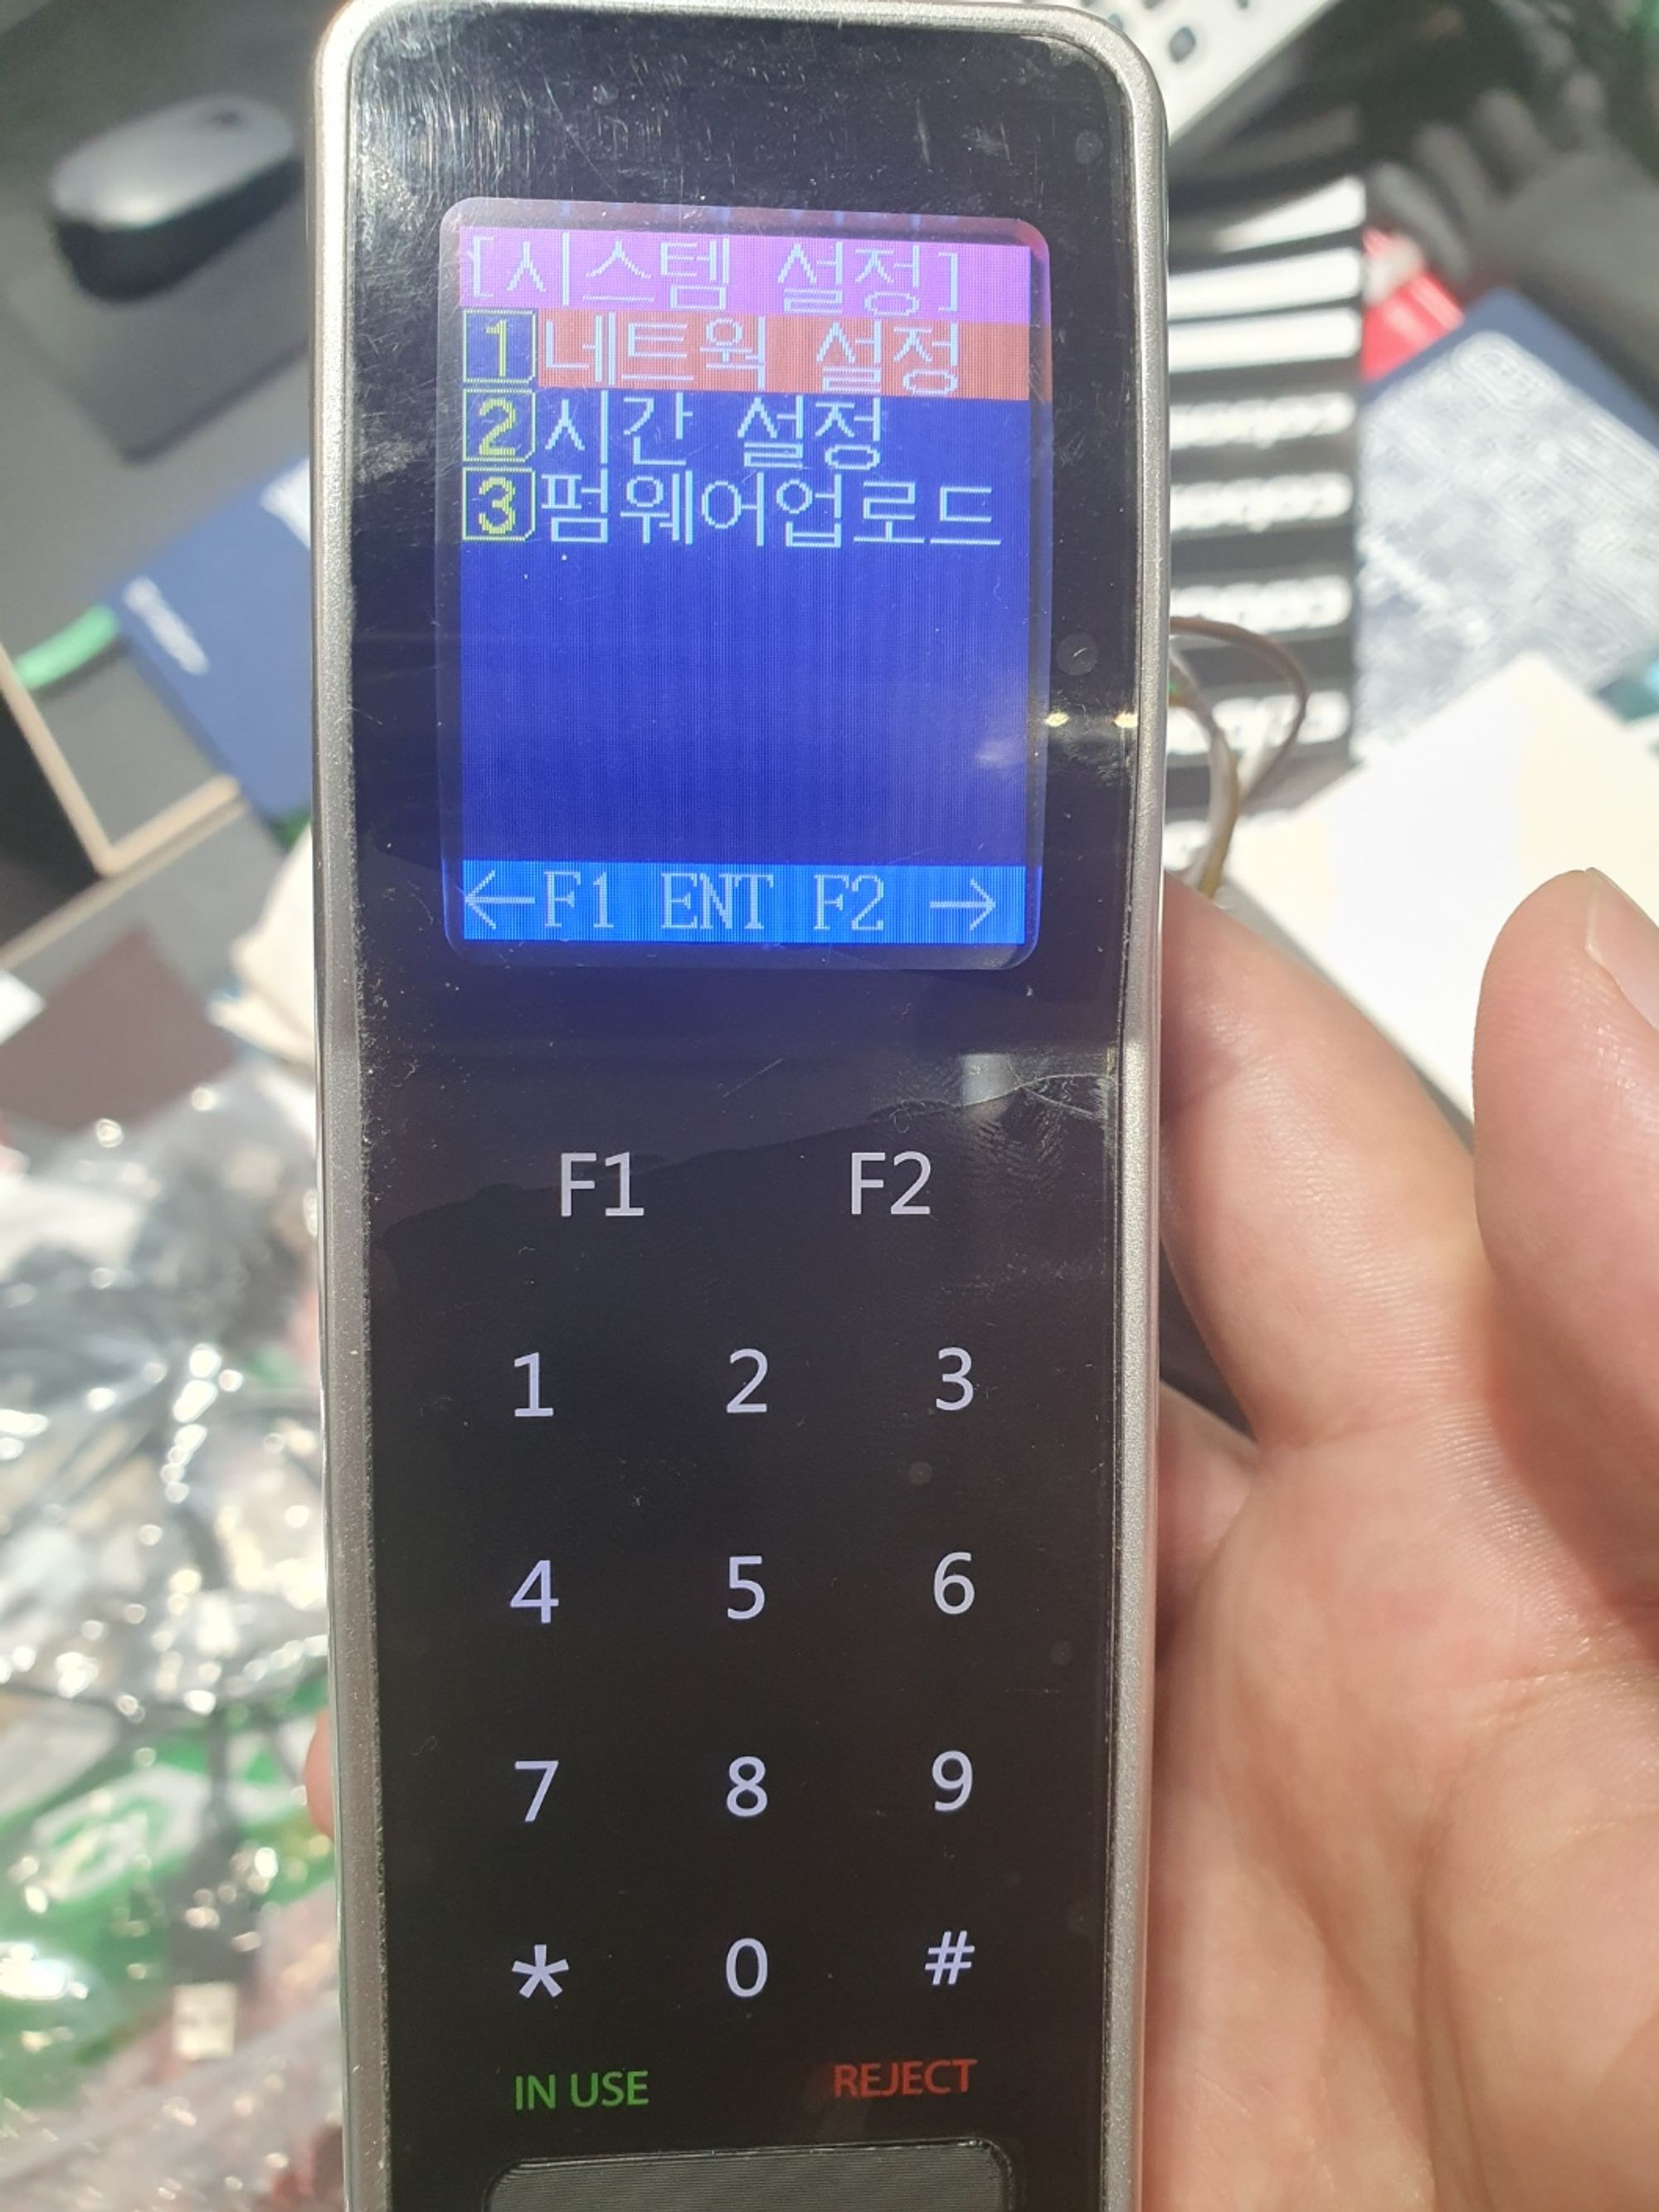 [시스템 설정]
1네트웍 설정
2시간 설정
3펌웨어업로드
←F1 ENT F2 →
F1 F2
1 2 3
4 5 6
7 8 9
* 0 #
IN USE REJECT